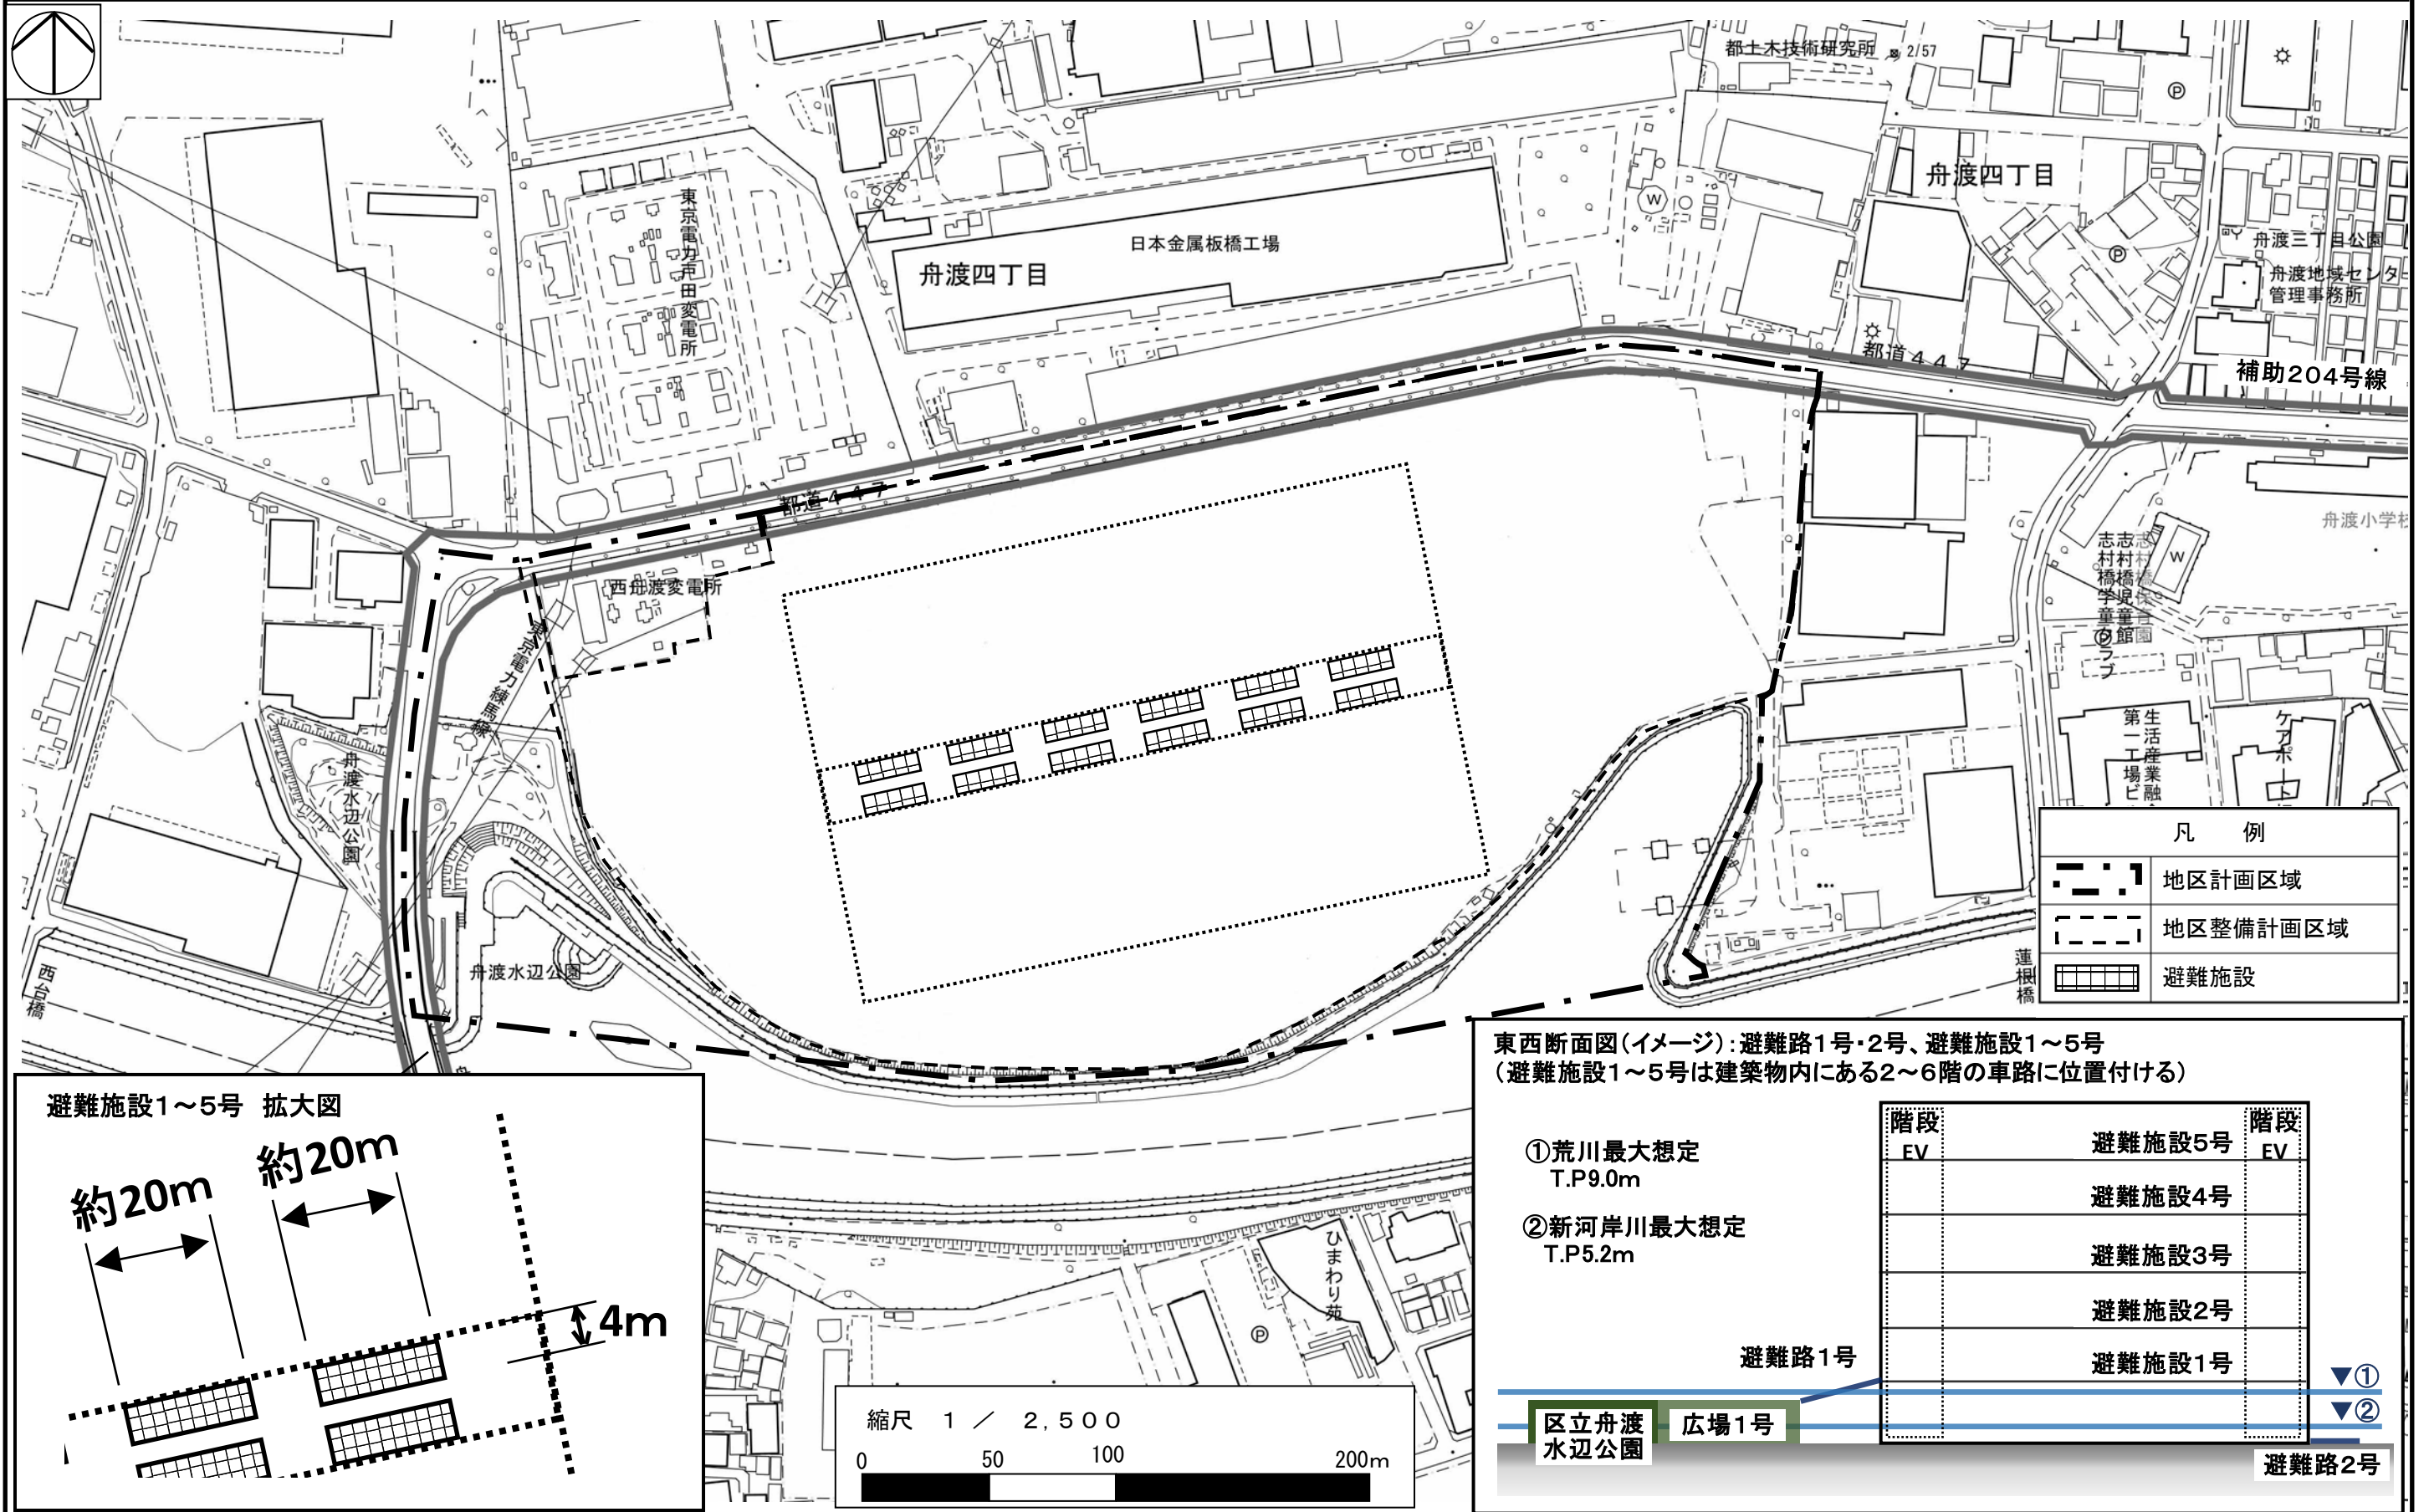 都土木技術研究所
2/57
舟渡四丁目
W
日本金属板橋工場
舟渡四丁目
東京電力戸田変電所
P
P
舟渡三丁目公園
舟渡地域センター
管理事務所
都道447
補助204号線
都道447
西舟渡変電所
東京電力練馬線
舟渡小学校
志村橋保育園
志村橋児童館
志村橋学童クラブ
W
P
舟渡水辺公園
舟渡水辺公園
西台橋
生活産業融合
第一工場ビ
ケアポート
蓮根橋
凡 例
地区計画区域
地区整備計画区域
避難施設
避難施設1～5号 拡大図
約20m
約20m
4m
ひまわり苑
P
縮尺 1 / 2,500
0 50 100 200m
東西断面図(イメージ):避難路1号・2号、避難施設1～5号
(避難施設1～5号は建築物内にある2～6階の車路に位置付ける)
①荒川最大想定
T.P9.0m
②新河岸川最大想定
T.P5.2m
階段
EV
階段
EV
避難施設5号
避難施設4号
避難施設3号
避難施設2号
避難施設1号
避難路1号
▼①
▼②
区立舟渡
水辺公園
広場1号
避難路2号